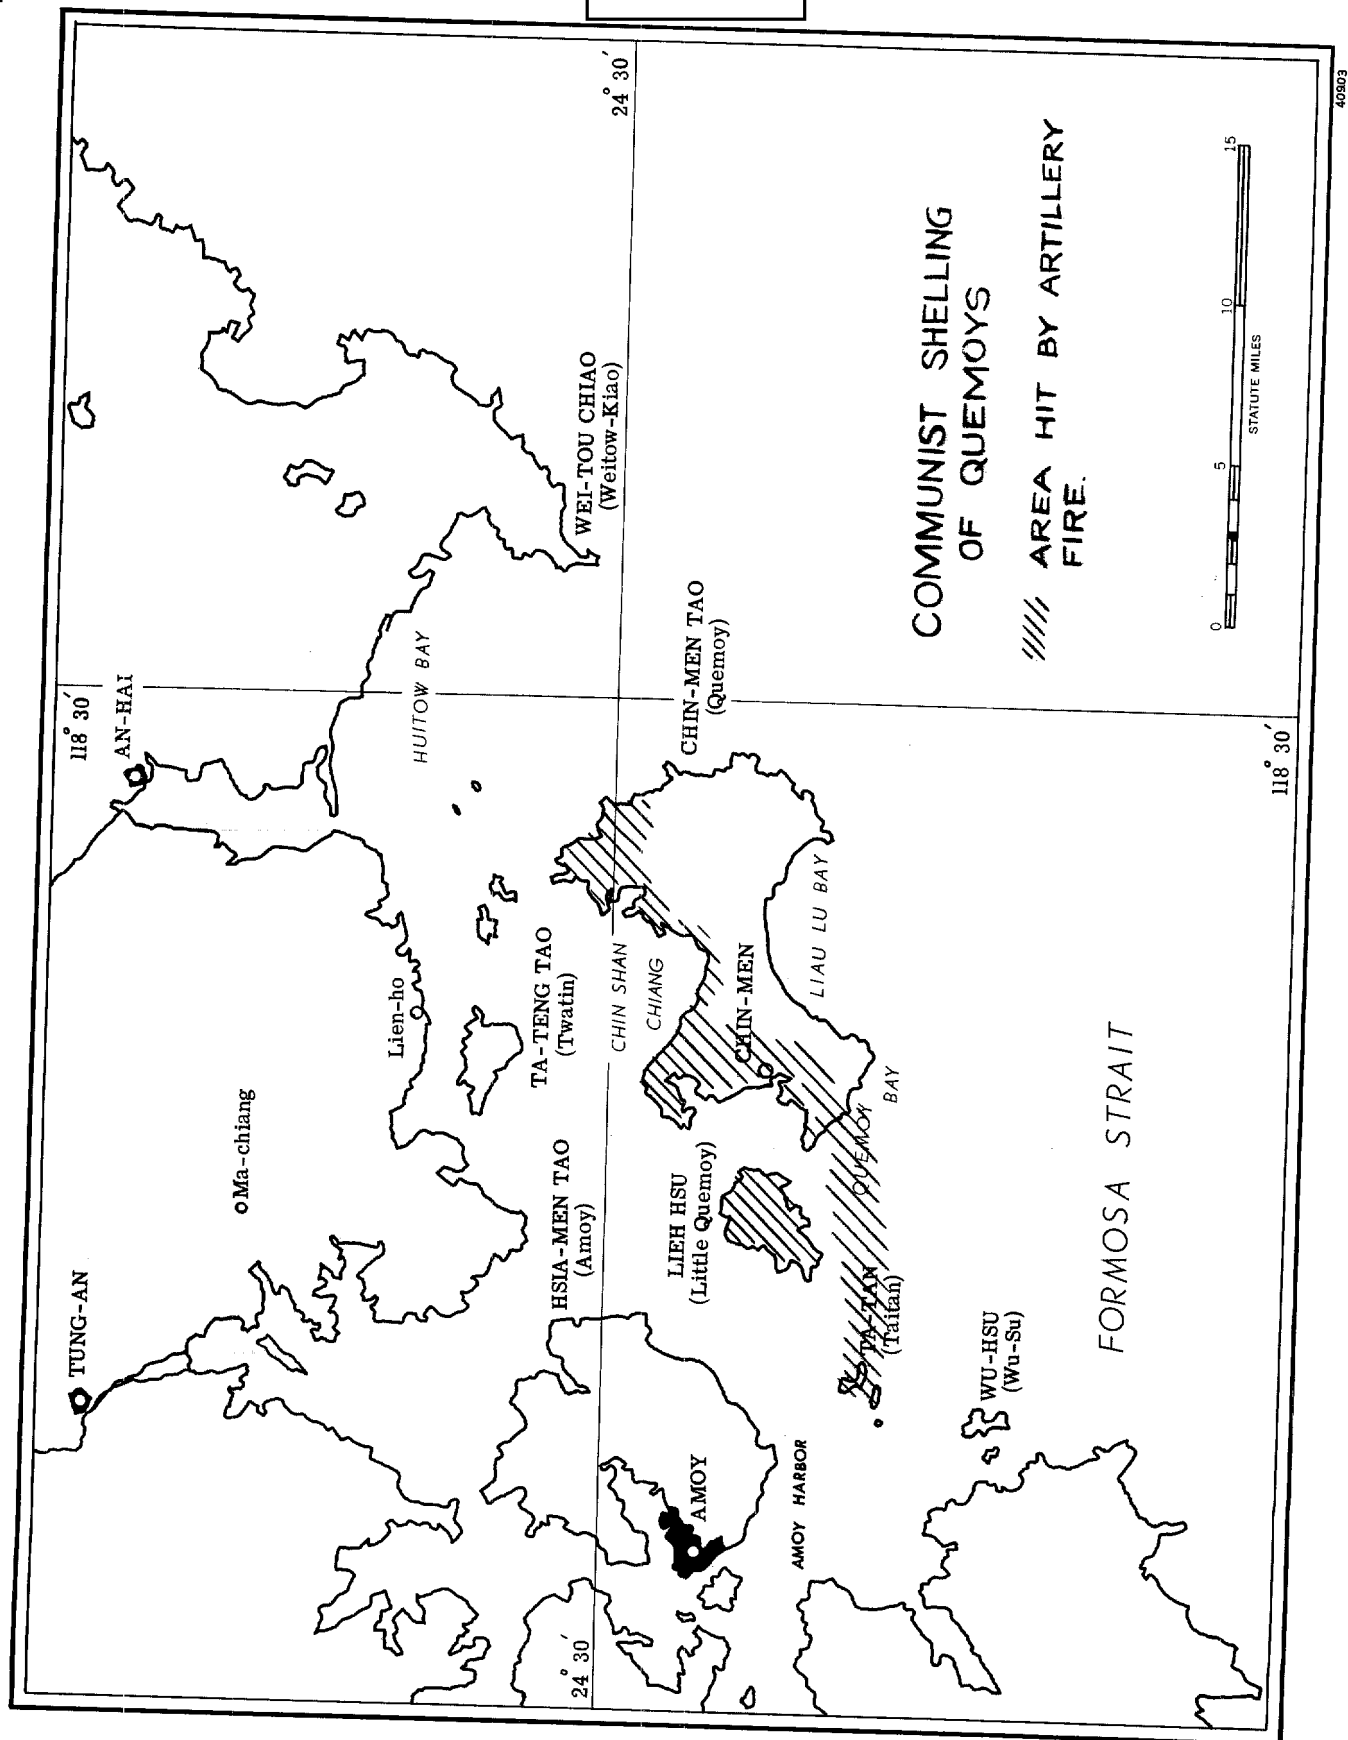 40903
24° 30′
118° 30′
AN-HAI
TUNG-AN
Ma-chiang
Lien-ho
HUITOW BAY
WEI-TOU CHIAO
(Weitow-Kiao)
TA-TENG TAO
(Twatin)
HSIA-MEN TAO
(Amoy)
CHIN SHAN
CHIANG
CHIN-MEN TAO
(Quemoy)
LIEH HSU
(Little Quemoy)
CHIN-MEN
LIAU LU BAY
QUEMOY
BAY
AMOY
AMOY HARBOR
TA-TAN
(Taitan)
WU-HSU
(Wu-Su)
FORMOSA STRAIT
24° 30′
118° 30′
COMMUNIST SHELLING
OF QUEMOYS
AREA HIT BY ARTILLERY
FIRE.
0 5 10 15
STATUTE MILES